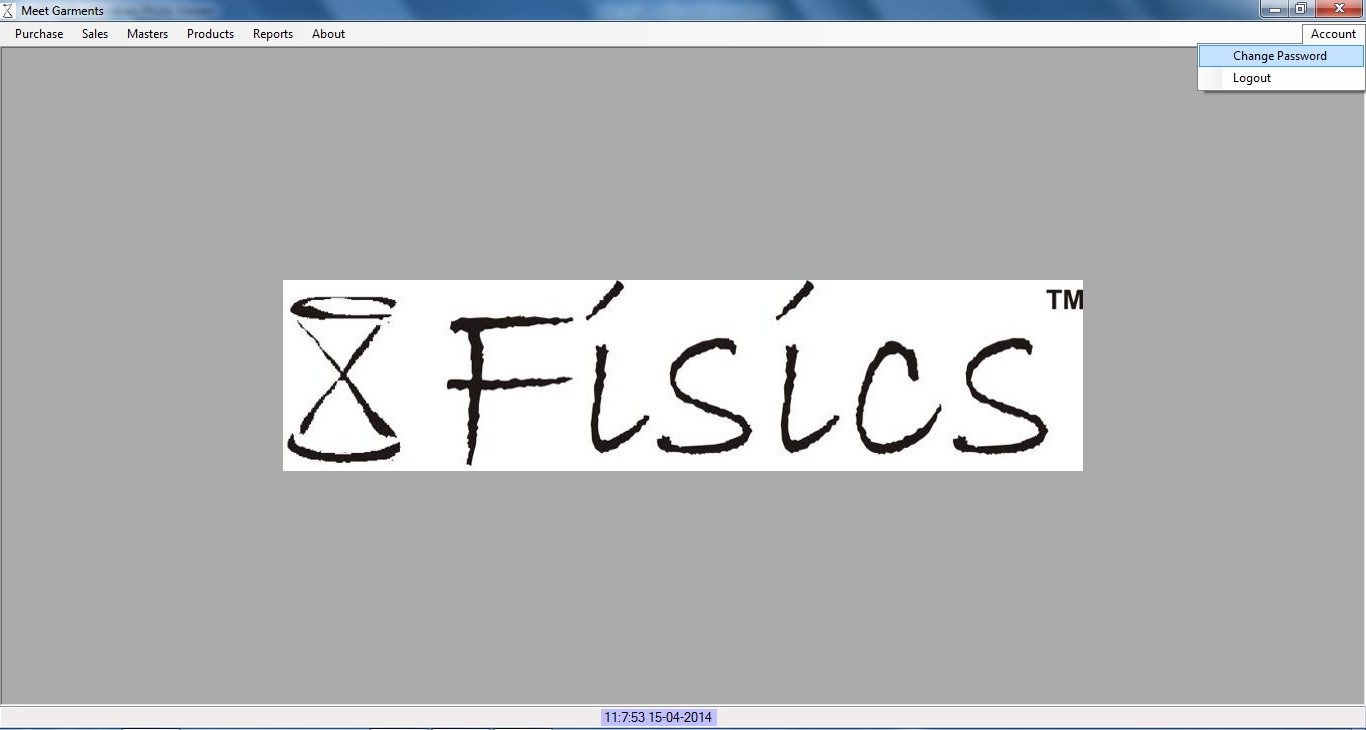 Meet Garments
Purchase Sales Masters Products Reports About Account
Change Password
Logout
Físícs TM
11:7:53 15-04-2014